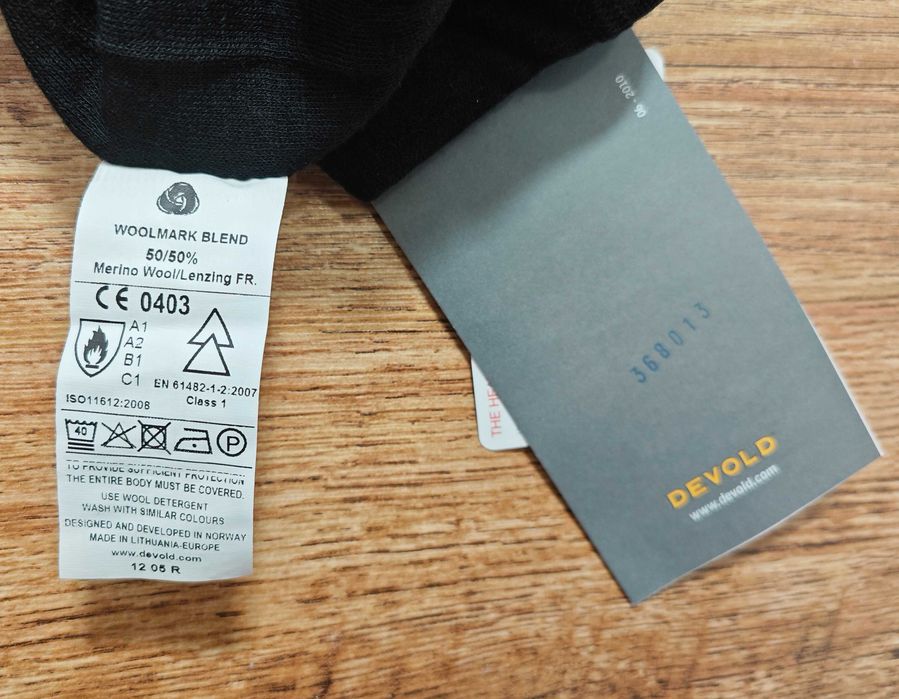 WOOLMARK BLEND
50/50%
Merino Wool/Lenzing FR.
CE 0403
A1
A2
B1
C1
EN 61482-1-2:2007
Class 1
ISO11612:2008
40
P
TO PROVIDE SUFFICIENT PROTECTION
THE ENTIRE BODY MUST BE COVERED.
USE WOOL DETERGENT
WASH WITH SIMILAR COLOURS
DESIGNED AND DEVELOPED IN NORWAY
MADE IN LITHUANIA-EUROPE
www.devold.com
12 05 R
06 - 2010
368013
DEVOLD
www.devold.com
THE HE